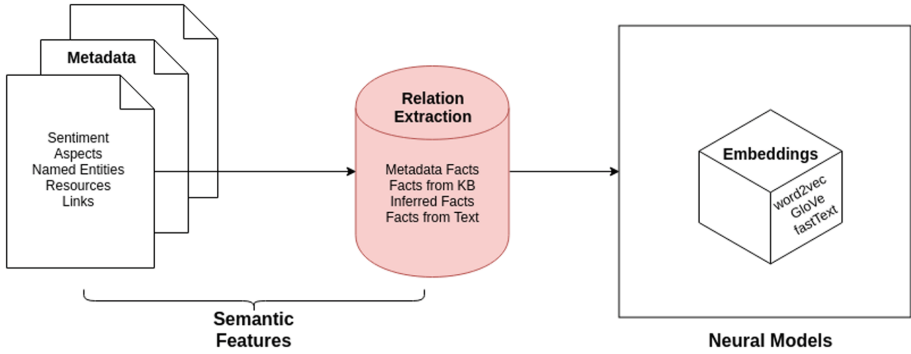 Metadata
Sentiment
Aspects
Named Entities
Resources
Links
Relation
Extraction
Metadata Facts
Facts from KB
Inferred Facts
Facts from Text
Embeddings
word2vec
GloVe
fastText
Semantic
Features
Neural Models